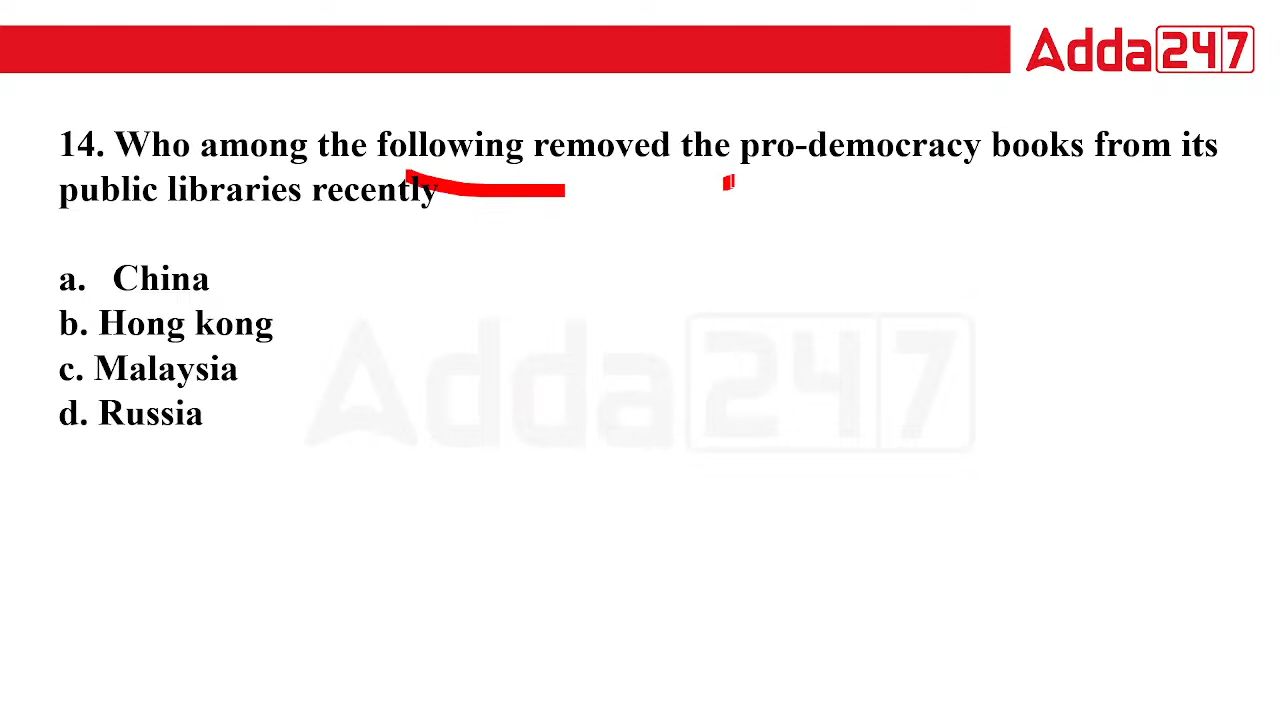 Adda247
14. Who among the following removed the pro-democracy books from its
public libraries recently
a. China
b. Hong kong
c. Malaysia
d. Russia
Adda247